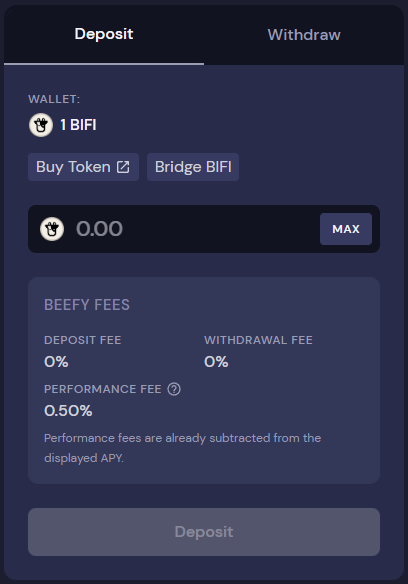 Deposit
Withdraw
WALLET:
1 BIFI
Buy Token
Bridge BIFI
0.00
MAX
BEEFY FEES
DEPOSIT FEE
WITHDRAWAL FEE
0%
0%
PERFORMANCE FEE ?
0.50%
Performance fees are already subtracted from the
displayed APY.
Deposit